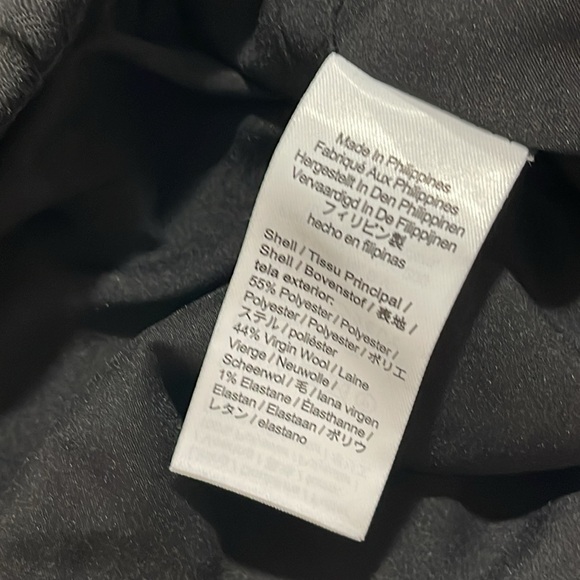 Made In Philippines
Fabriqué Aux Philippines
Hergestellt In Den Philippinen
Vervaardigd In De Filippijnen
フィリピン製
hecho en filipinas
Shell / Tissu Principal /
Shell / Bovenstof / 表地 /
tela exterior:
55% Polyester / Polyester /
Polyester / Polyester / ポリエ
ステル / poliéster
44% Virgin Wool / Laine
Vierge / Neuwolle /
Scheerwol / 毛 / lana virgen
1% Elastane / Élasthanne /
Elastan / Elastaan / ポリウ
レタン / elastano